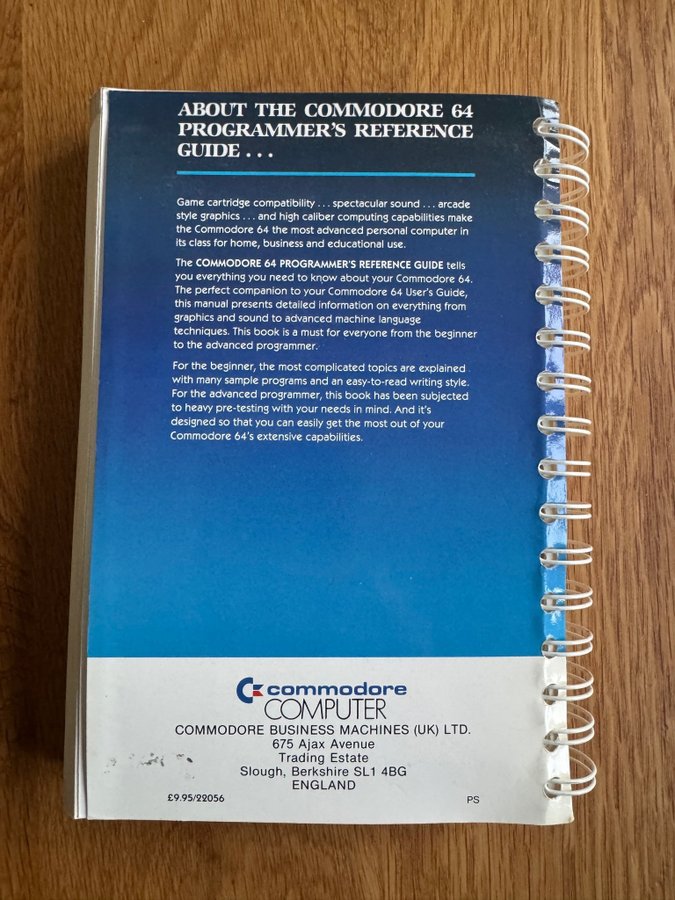 ABOUT THE COMMODORE 64
PROGRAMMER'S REFERENCE
GUIDE . . .
Game cartridge compatibility . . . spectacular sound . . . arcade
style graphics . . . and high caliber computing capabilities make
the Commodore 64 the most advanced personal computer in
its class for home, business and educational use.
The COMMODORE 64 PROGRAMMER'S REFERENCE GUIDE tells
you everything you need to know about your Commodore 64.
The perfect companion to your Commodore 64 User's Guide,
this manual presents detailed information on everything from
graphics and sound to advanced machine language
techniques. This book is a must for everyone from the beginner
to the advanced programmer.
For the beginner, the most complicated topics are explained
with many sample programs and an easy-to-read writing style.
For the advanced programmer, this book has been subjected
to heavy pre-testing with your needs in mind. And it's
designed so that you can easily get the most out of your
Commodore 64's extensive capabilities.
commodore
COMPUTER
COMMODORE BUSINESS MACHINES (UK) LTD.
675 Ajax Avenue
Trading Estate
Slough, Berkshire SL1 4BG
ENGLAND
£9.95/22056 PS